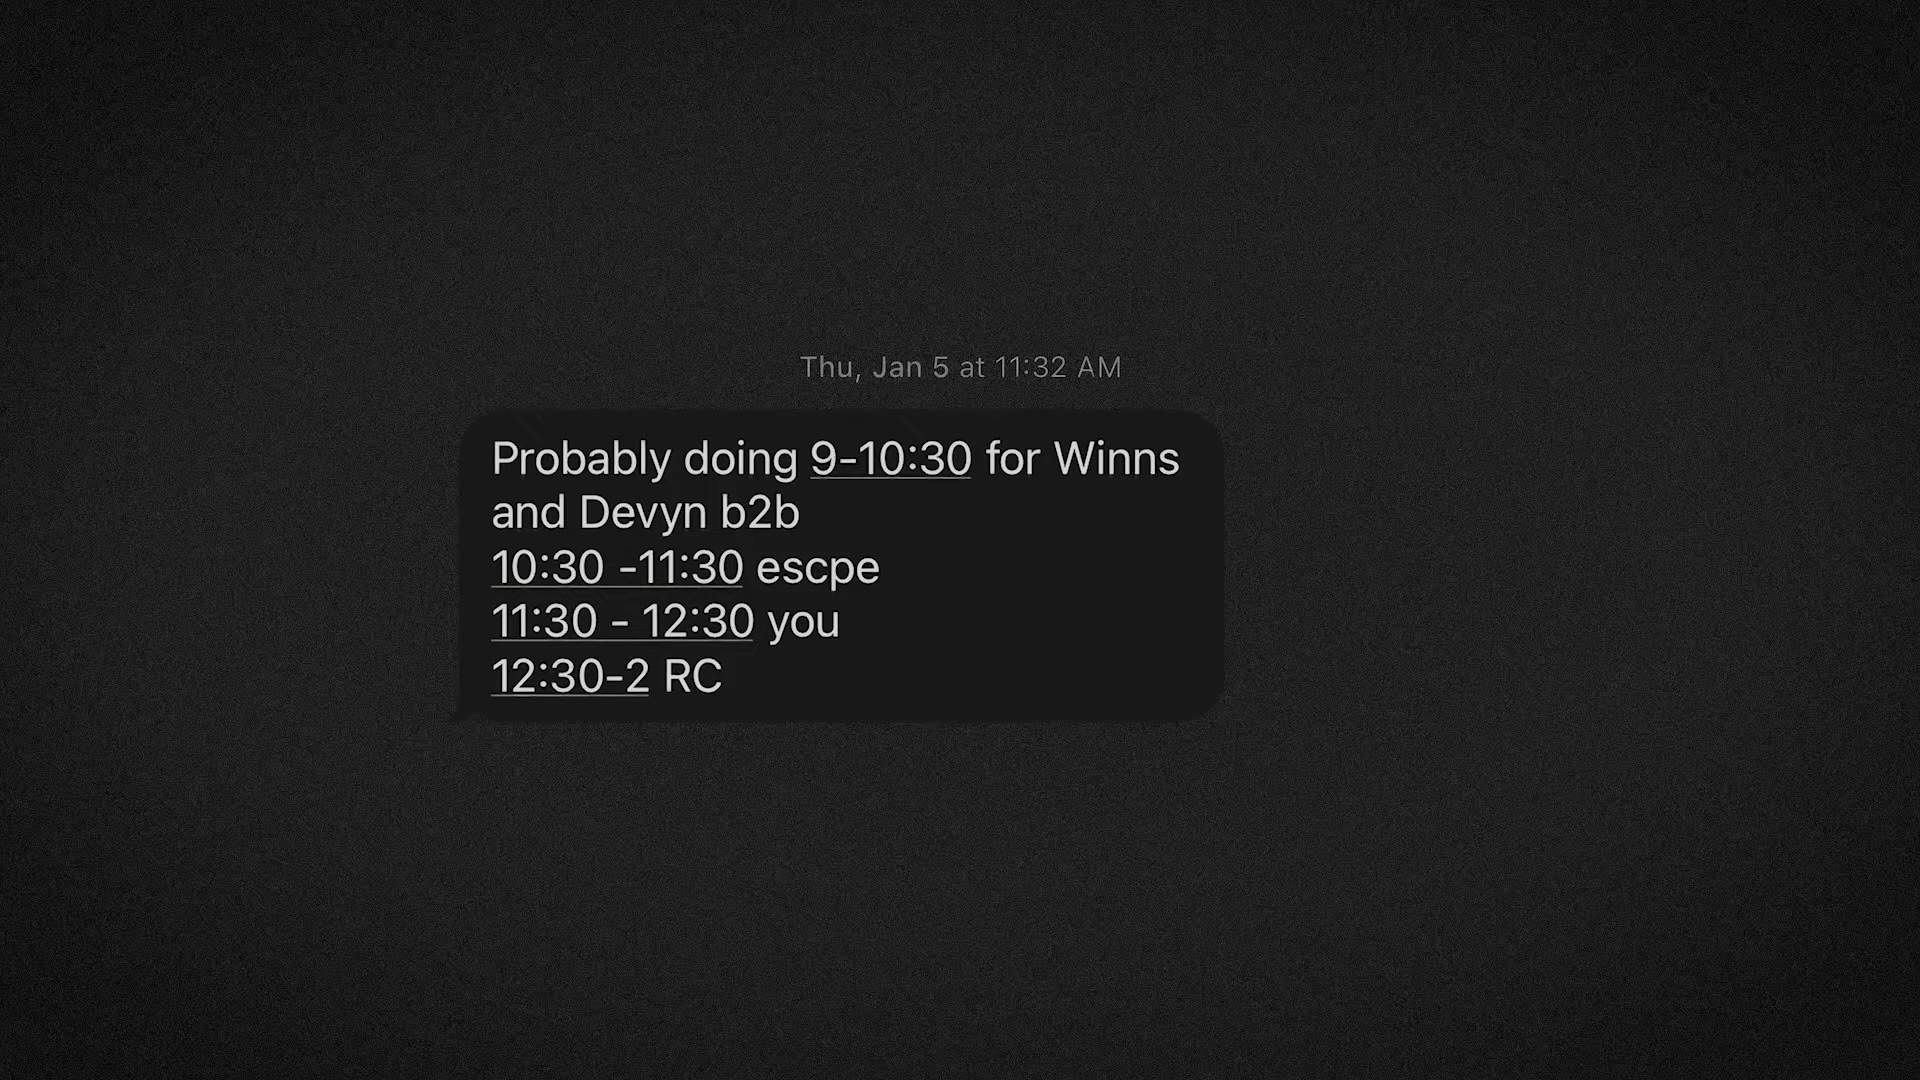 Thu, Jan 5 at 11:32 AM
Probably doing 9-10:30 for Winns
and Devyn b2b
10:30 -11:30 escpe
11:30 - 12:30 you
12:30-2 RC